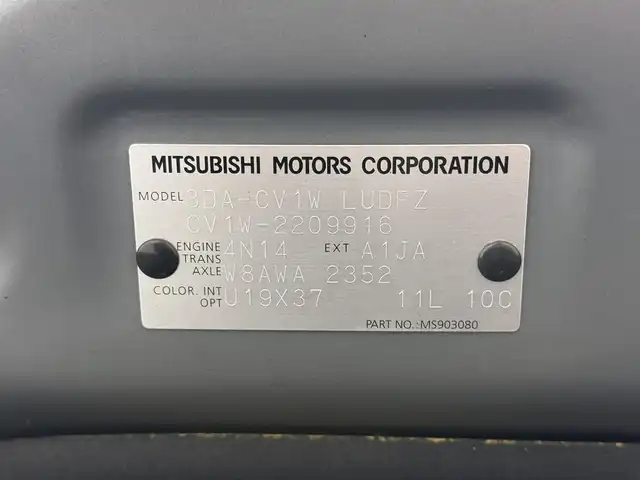 MITSUBISHI MOTORS CORPORATION
MODEL 3DA-CV1W LUDFZ
CV1W-2209916
ENGINE 4N14 EXT A1JA
TRANS AXLE W8AWA 2352
COLOR. INT OPT U19X37 11L 10C
PART NO.:MS903080